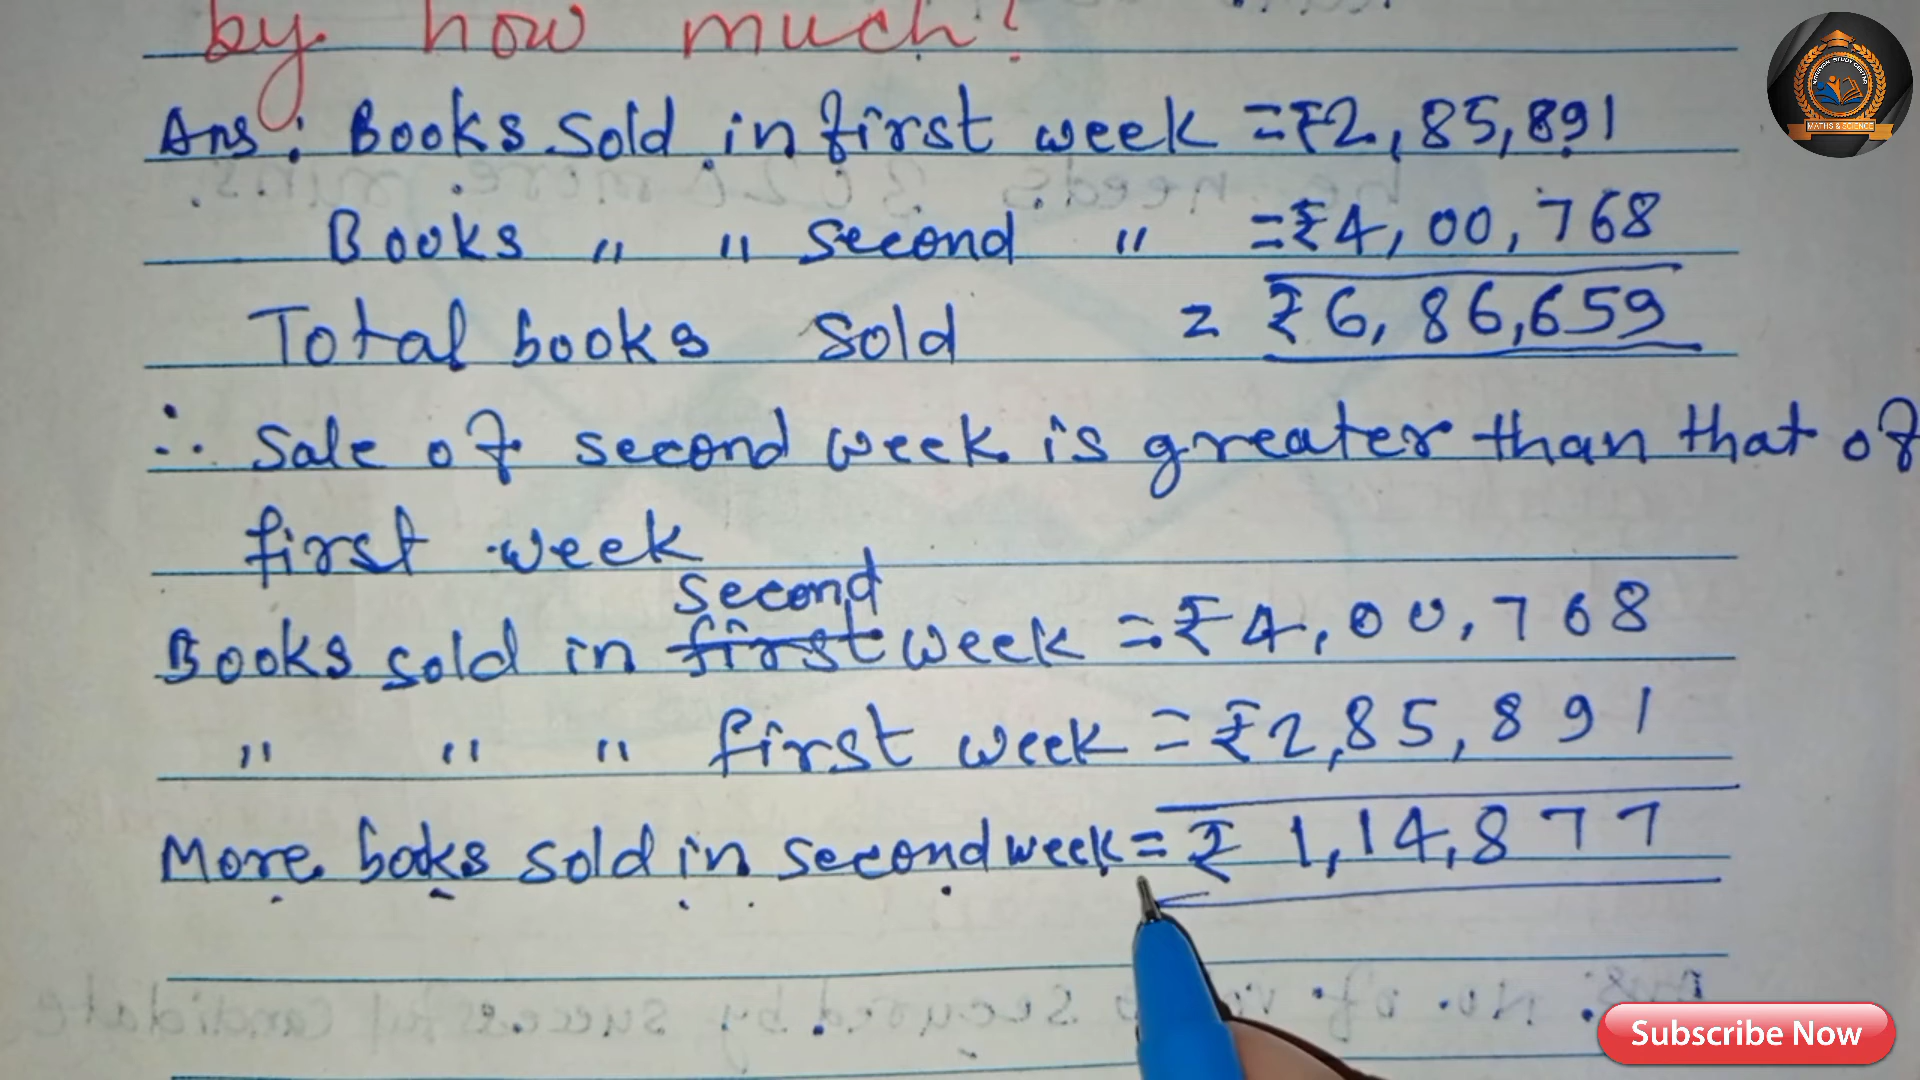 by how much?
Ans: Books sold in first week = ₹2,85,891
Books " " second " = ₹4,00,768
Total books sold = ₹6,86,659
∴ Sale of second week is greater than that of
first week
second
Books sold in first week = ₹4,00,768
" " " first week = ₹2,85,891
More books sold in second week = ₹ 1,14,877
MATHS & SCIENCE
Subscribe Now